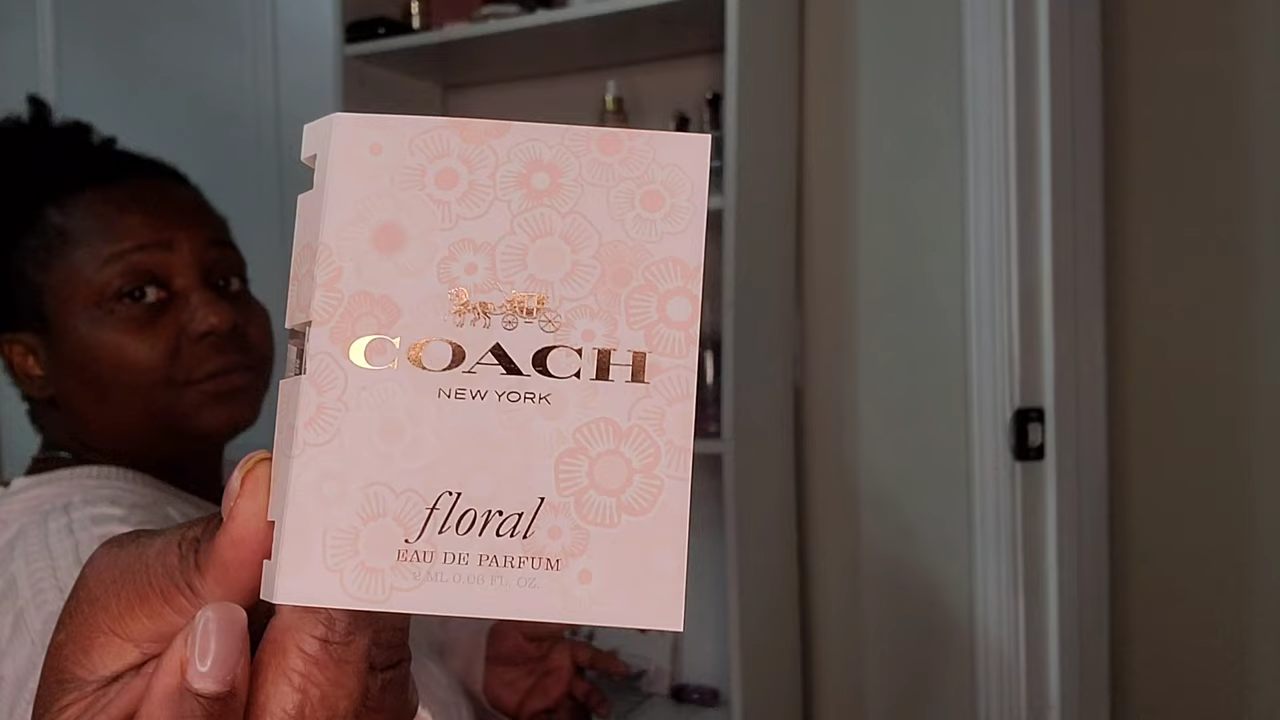 COACH
NEW YORK
floral
EAU DE PARFUM
2 ML 0.06 FL. OZ.